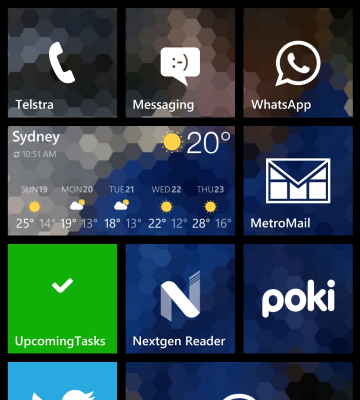 :-)
Telstra
Messaging
WhatsApp
Sydney
20°
10:51 AM
SUN19 MON20 TUE21 WED22 THU23
25° 14° 19° 13° 18° 13° 22° 12° 28° 16°
MetroMail
UpcomingTasks
N
Nextgen Reader
poki